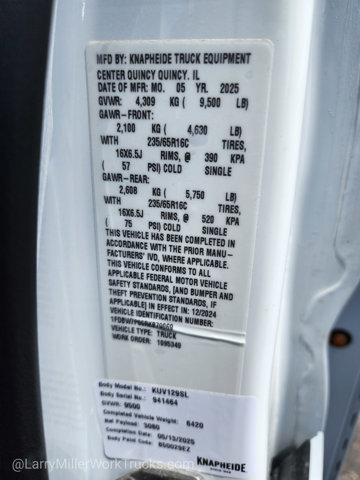 MFD BY: KNAPHEIDE TRUCK EQUIPMENT
CENTER QUINCY QUINCY, IL
DATE OF MFR: MO. 05 YR. 2025
GVWR: 4,309 KG ( 9,500 LB)
GAWR-FRONT:
2,100 KG ( 4,630 LB)
WITH 235/65R16C TIRES,
16X6.5J RIMS, @ 390 KPA
( 57 PSI) COLD SINGLE
GAWR-REAR:
2,608 KG ( 5,750 LB)
WITH 235/65R16C TIRES,
16X6.5J RIMS, @ 520 KPA
( 75 PSI) COLD SINGLE
THIS VEHICLE HAS BEEN COMPLETED IN
ACCORDANCE WITH THE PRIOR MANU-
FACTURERS' IVD, WHERE APPLICABLE.
THIS VEHICLE CONFORMS TO ALL
APPLICABLE FEDERAL MOTOR VEHICLE
SAFETY STANDARDS, [AND BUMPER AND
THEFT PREVENTION STANDARDS, IF
APPLICABLE] IN EFFECT IN: 12/2024
VEHICLE IDENTIFICATION NUMBER:
VEHICLE TYPE: TRUCK
WORK ORDER: 1095349
Body Model No.: KUV129SL
Body Serial No.: 941464
GVWR: 9500
Completed Vehicle Weight: 6420
Net Payload: 3080
Completion Date: 05/13/2025
Body Paint Code: 850029EZ
KNAPHEIDE
@LarryMillerWorkTrucks.com